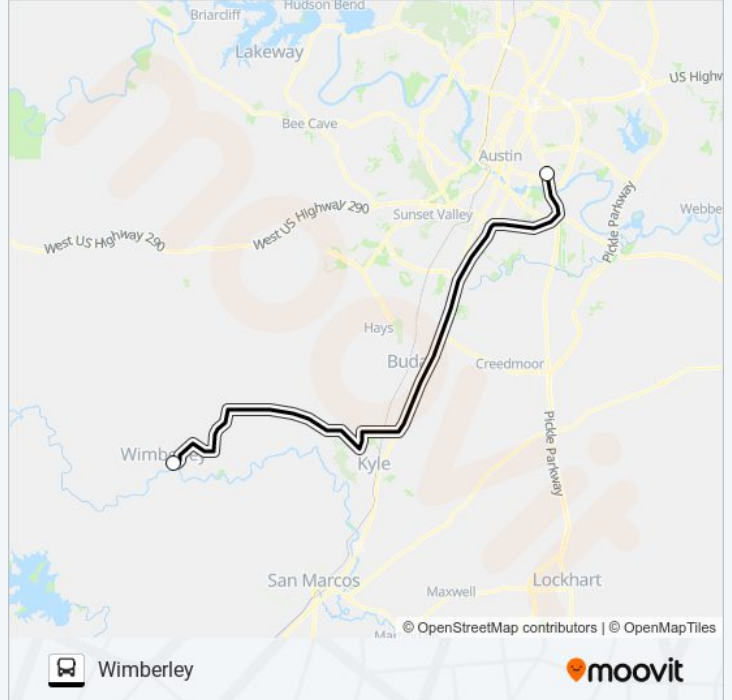 Hudson Bend
Briarcliff
Lakeway
US Highw
Bee Cave
Austin
West US Highway 290
Sunset Valley
Webbe
Pickle Parkway
West US Highway 290
Hays
Buda
Creedmoor
Pickle Parkway
Wimberley
Kyle
San Marcos
Lockhart
Maxwell
moovit
© OpenStreetMap contributors | © OpenMapTiles
Mar
Wimberley
moovit